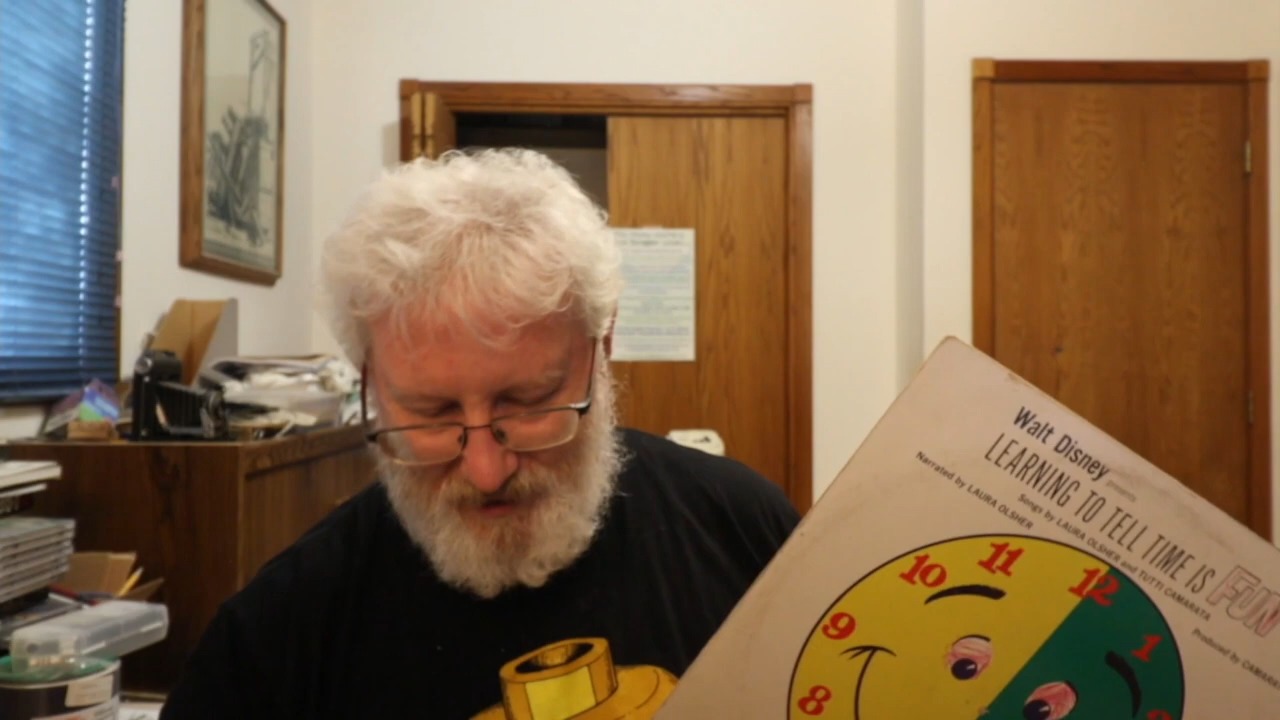 Walt Disney presents
LEARNING TO TELL TIME IS FUN
Songs by LAURA OLSHER and TUTTI CAMARATA
Narrated by LAURA OLSHER
Produced by
10 11 12
9 1
8